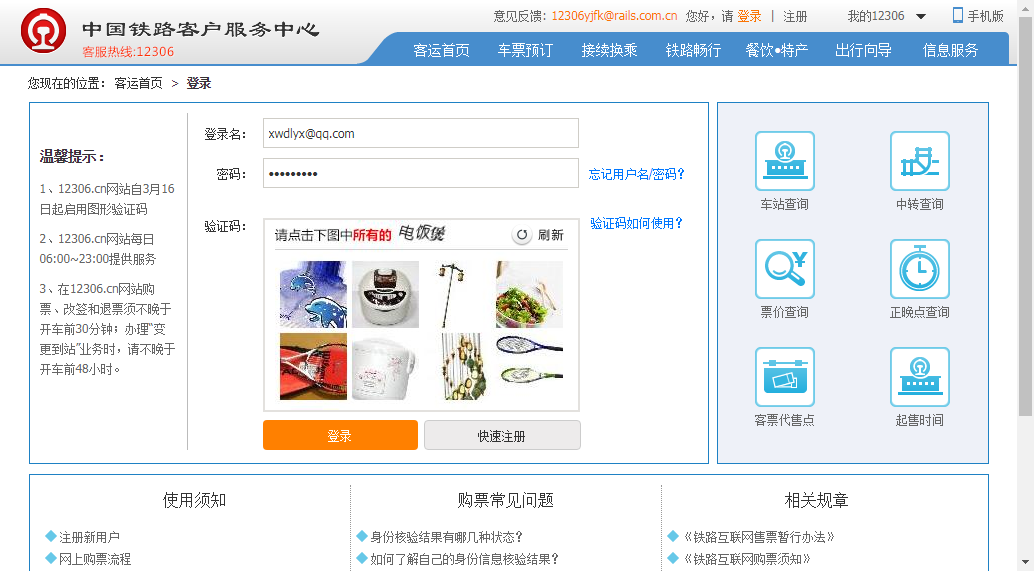 中国铁路客户服务中心
客服热线:12306
意见反馈: 12306yjfk@rails.com.cn 您好，请 登录 | 注册 我的12306 手机版
客运首页 车票预订 接续换乘 铁路畅行 餐饮•特产 出行向导 信息服务
您现在的位置： 客运首页 > 登录
温馨提示：
1、12306.cn网站自3月16
日起启用图形验证码
2、12306.cn网站每日
06:00~23:00提供服务
3、在12306.cn网站购
票、改签和退票须不晚于
开车前30分钟；办理“变
更到站”业务时，请不晚于
开车前48小时。
登录名： xwdlyx@qq.com
密码： ••••••••• 忘记用户名/密码?
验证码： 请点击下图中所有的 电饭煲 刷新 验证码如何使用?
登录 快速注册
车站查询 中转查询
票价查询 正晚点查询
客票代售点 起售时间
使用须知
注册新用户
网上购票流程
购票常见问题
身份核验结果有哪几种状态?
如何了解自己的身份信息核验结果?
相关规章
《铁路互联网售票暂行办法》
《铁路互联网购票须知》